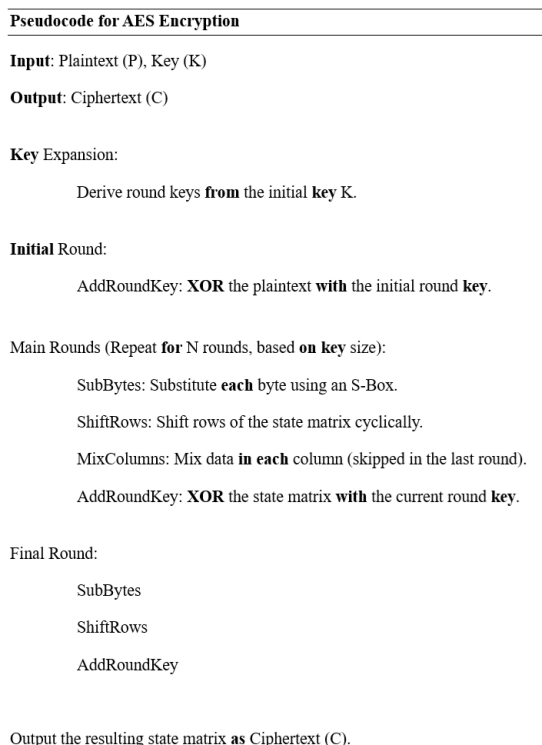 Pseudocode for AES Encryption
Input: Plaintext (P), Key (K)
Output: Ciphertext (C)
Key Expansion:
Derive round keys from the initial key K.
Initial Round:
AddRoundKey: XOR the plaintext with the initial round key.
Main Rounds (Repeat for N rounds, based on key size):
SubBytes: Substitute each byte using an S-Box.
ShiftRows: Shift rows of the state matrix cyclically.
MixColumns: Mix data in each column (skipped in the last round).
AddRoundKey: XOR the state matrix with the current round key.
Final Round:
SubBytes
ShiftRows
AddRoundKey
Output the resulting state matrix as Ciphertext (C).